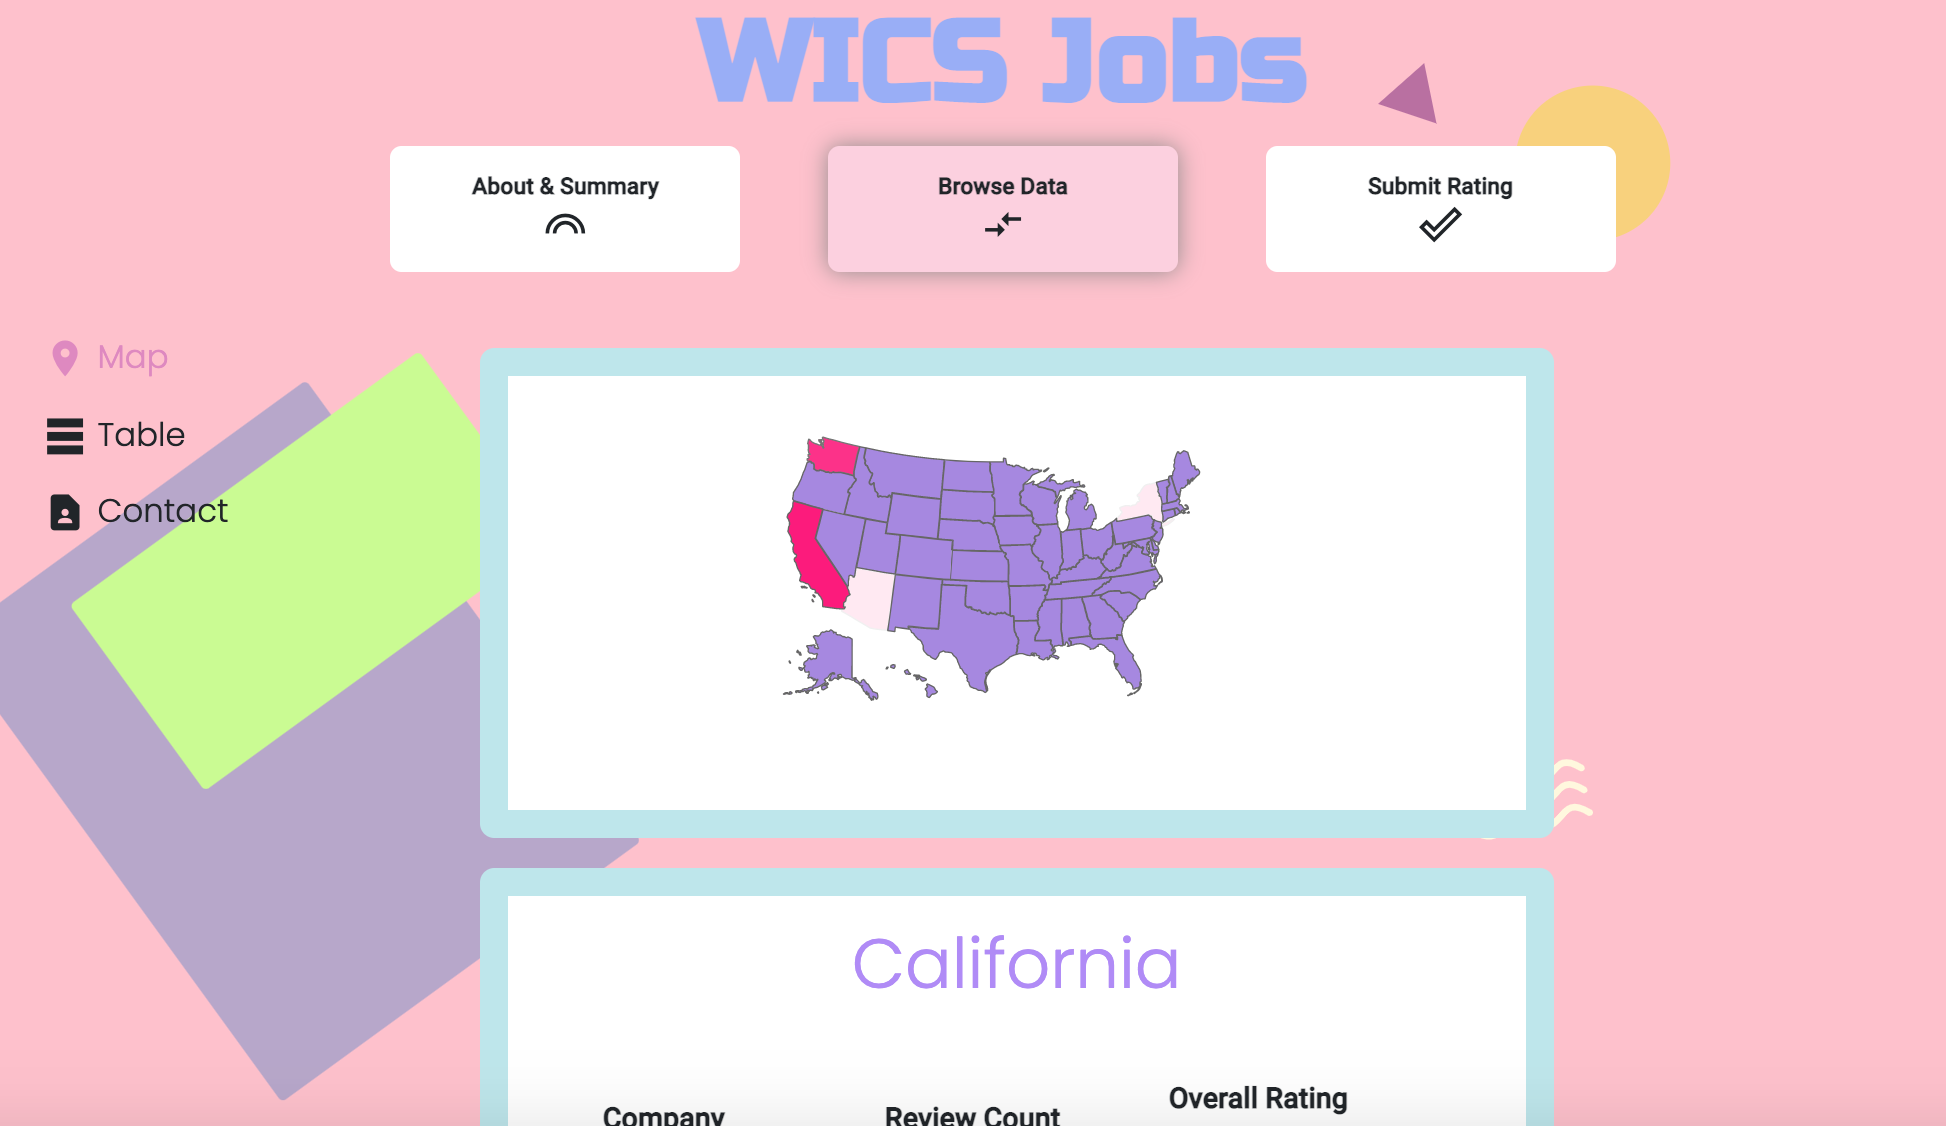 WICS Jobs
About & Summary
Browse Data
Submit Rating
Map
Table
Contact
California
Company
Review Count
Overall Rating